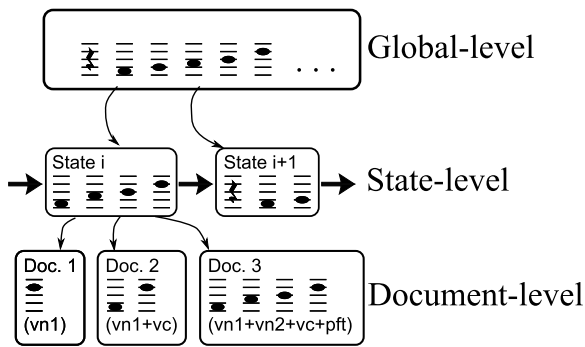 Global-level
. . .
State i
State i+1
State-level
Doc. 1
Doc. 2
Doc. 3
(vn1)
(vn1+vc)
(vn1+vn2+vc+pft)
Document-level